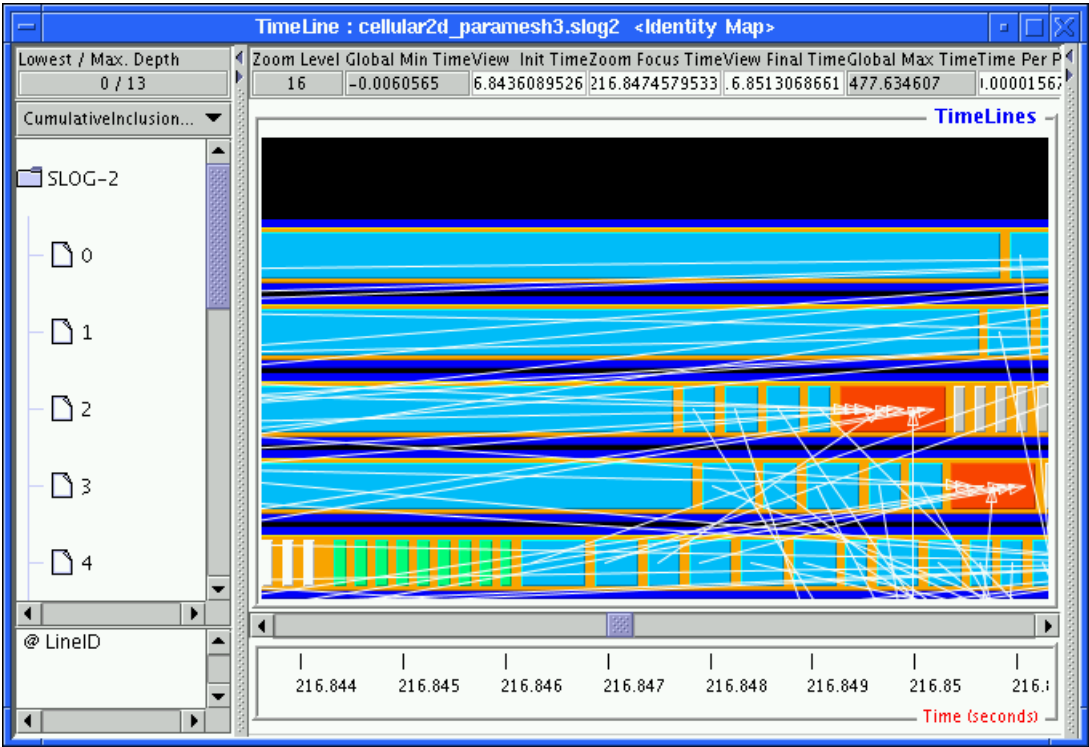 TimeLine : cellular2d_paramesh3.slog2 <Identity Map>
Lowest / Max. Depth
0 / 13
CumulativeInclusion...
Zoom Level Global Min Time View Init Time Zoom Focus Time View Final Time Global Max Time Time Per P
16 -0.0060565 6.8436089526 216.8474579533 .6.8513068661 477.634607 .00001567
TimeLines
SLOG-2
0
1
2
3
4
@ LineID
216.844 216.845 216.846 216.847 216.848 216.849 216.85 216.
Time (seconds)